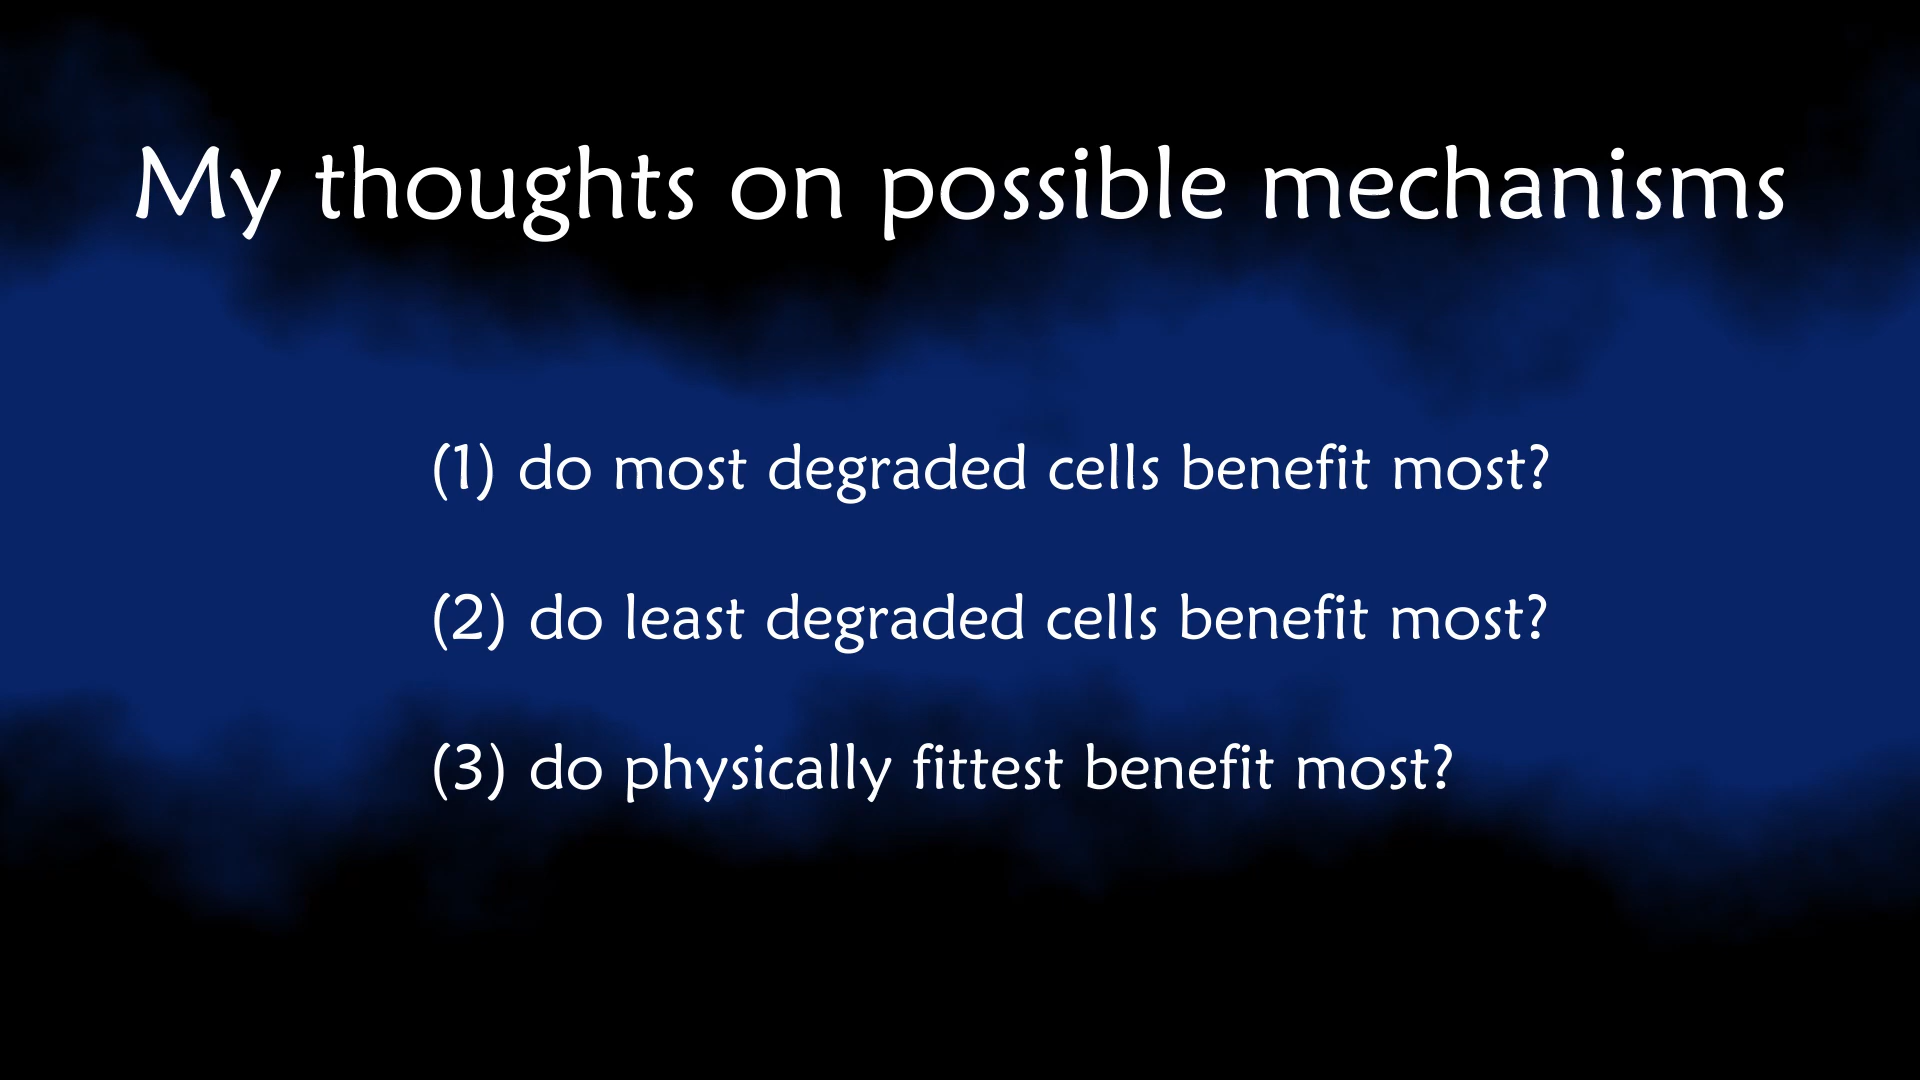 My thoughts on possible mechanisms
(1) do most degraded cells benefit most?
(2) do least degraded cells benefit most?
(3) do physically fittest benefit most?